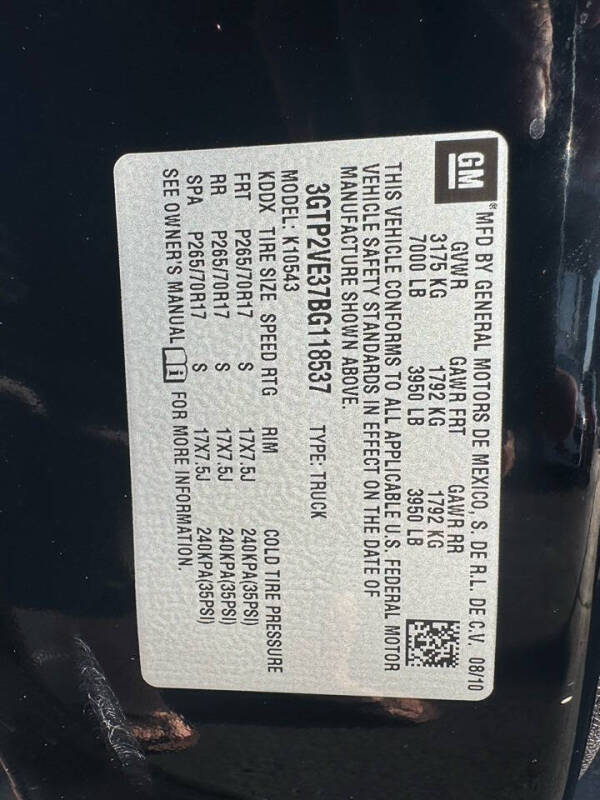 GM
® MFD BY GENERAL MOTORS DE MEXICO, S. DE R.L. DE C.V. 08/10
GVWR GAWR FRT GAWR RR
3175 KG 1792 KG 1792 KG
7000 LB 3950 LB 3950 LB
THIS VEHICLE CONFORMS TO ALL APPLICABLE U.S. FEDERAL MOTOR
VEHICLE SAFETY STANDARDS IN EFFECT ON THE DATE OF
MANUFACTURE SHOWN ABOVE.
3GTP2VE37BG118537 TYPE: TRUCK
MODEL: K10543
KDDX TIRE SIZE SPEED RTG RIM COLD TIRE PRESSURE
FRT P265/70R17 S 17X7.5J 240KPA(35PSI)
RR P265/70R17 S 17X7.5J 240KPA(35PSI)
SPA P265/70R17 S 17X7.5J 240KPA(35PSI)
SEE OWNER'S MANUAL i FOR MORE INFORMATION.